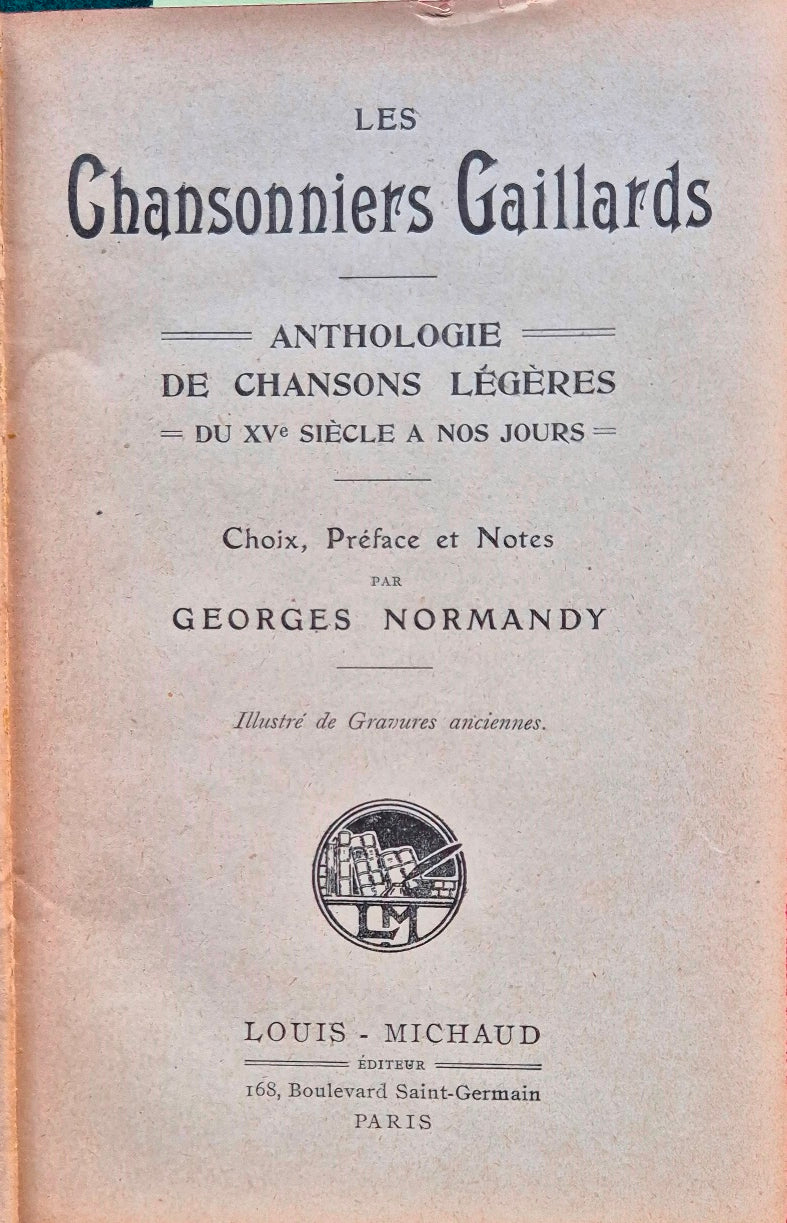 LES
Chansonniers Gaillards
ANTHOLOGIE
DE CHANSONS LÉGÈRES
= DU XVe SIÈCLE A NOS JOURS =
Choix, Préface et Notes
PAR
GEORGES NORMANDY
Illustré de Gravures anciennes.
LM
LOUIS - MICHAUD
ÉDITEUR
168, Boulevard Saint-Germain
PARIS